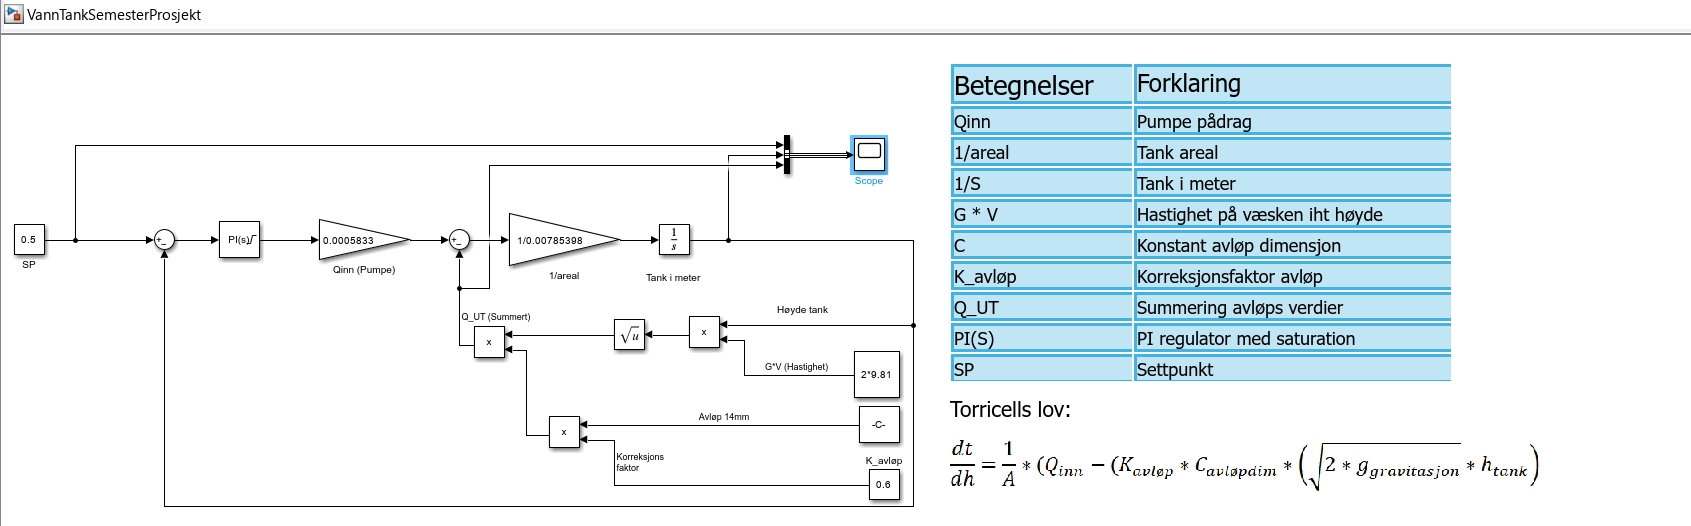 VannTankSemesterProsjekt
Scope
0.5
SP
+
−
PI(s)
0.0005833
Qinn (Pumpe)
+
−
1/0.00785398
1/areal
1
s
Tank i meter
Høyde tank
Q_UT (Summert)
x
√u
x
G*V (Hastighet)
2*9.81
Avløp 14mm
-C-
x
Korreksjons
faktor
K_avløp
0.6
Betegnelser Forklaring
Qinn Pumpe pådrag
1/areal Tank areal
1/S Tank i meter
G * V Hastighet på væsken iht høyde
C Konstant avløp dimensjon
K_avløp Korreksjonsfaktor avløp
Q_UT Summering avløps verdier
PI(S) PI regulator med saturation
SP Settpunkt
Torricells lov:
dt/dh = 1/A * (Qinn − (Kavløp * Cavløpdim * (√2 * ggravitasjon * htank)